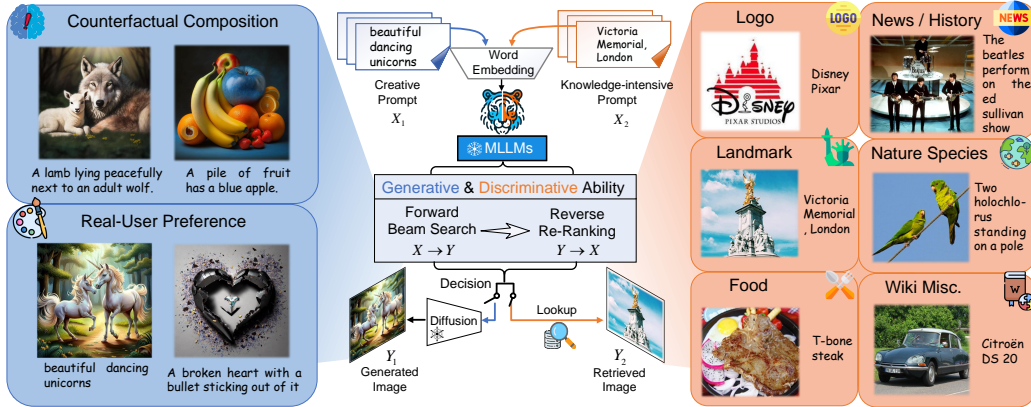 Counterfactual Composition
A lamb lying peacefully
next to an adult wolf.
A pile of fruit
has a blue apple.
Real-User Preference
beautiful dancing
unicorns
A broken heart with a
bullet sticking out of it
beautiful
dancing
unicorns
Creative
Prompt
X₁
Word
Embedding
Victoria
Memorial,
London
Knowledge-intensive
Prompt
X₂
MLLMs
Generative & Discriminative Ability
Forward
Beam Search
X → Y
Reverse
Re-Ranking
Y → X
Decision
Diffusion
Lookup
Y₁
Generated
Image
Y₂
Retrieved
Image
Logo
LOGO
DISNEY
PIXAR STUDIOS
Disney
Pixar
News / History
NEWS
The
beatles
perform
on the
ed
sullivan
show
Landmark
Victoria
Memorial
, London
Nature Species
Two
holochlo-
rus
standing
on a pole
Food
T-bone
steak
Wiki Misc.
W
Citroën
DS 20